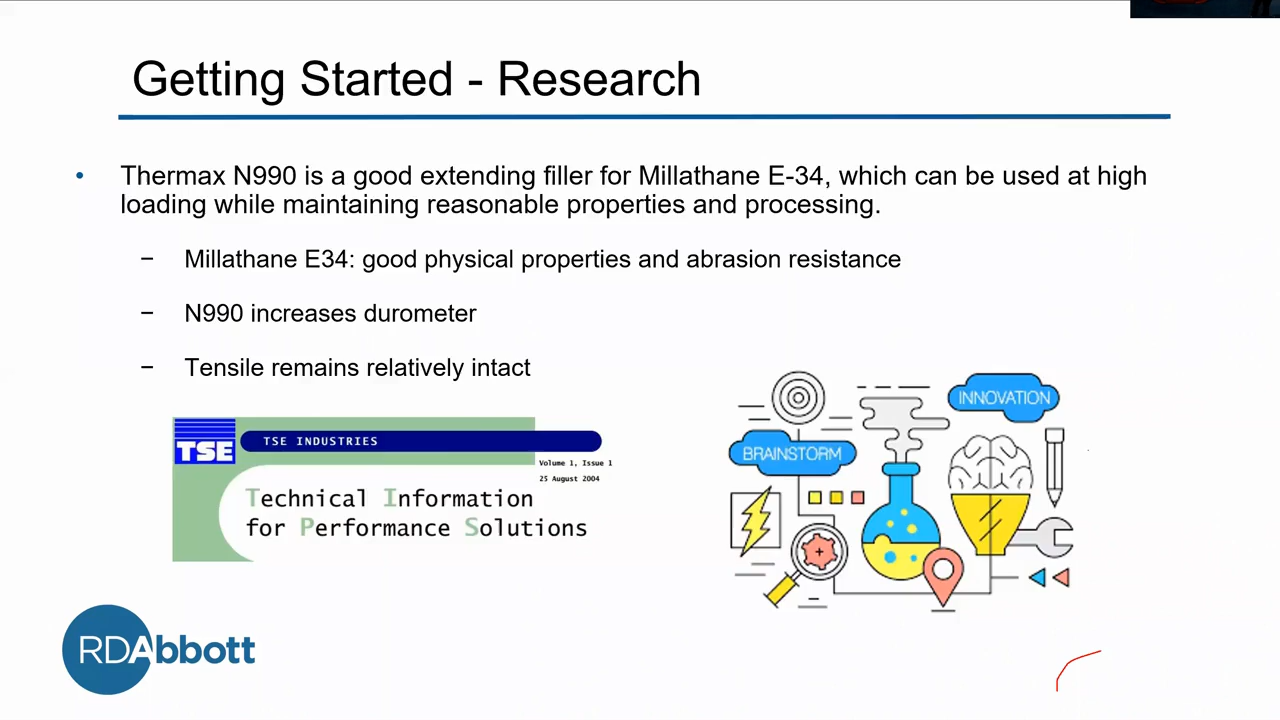 Getting Started - Research
• Thermax N990 is a good extending filler for Millathane E-34, which can be used at high
loading while maintaining reasonable properties and processing.
− Millathane E34: good physical properties and abrasion resistance
− N990 increases durometer
− Tensile remains relatively intact
TSE
TSE INDUSTRIES
Volume 1, Issue 1
25 August 2004
Technical Information
for Performance Solutions
INNOVATION
BRAINSTORM
RDAbbott